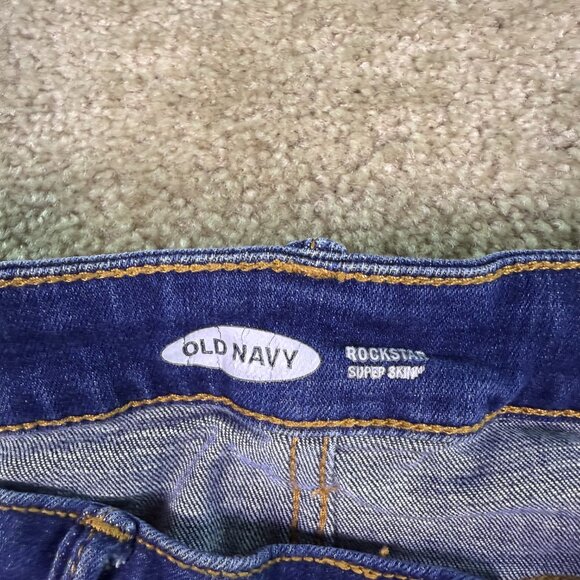 OLD NAVY
ROCKSTAR
SUPER SKINNY